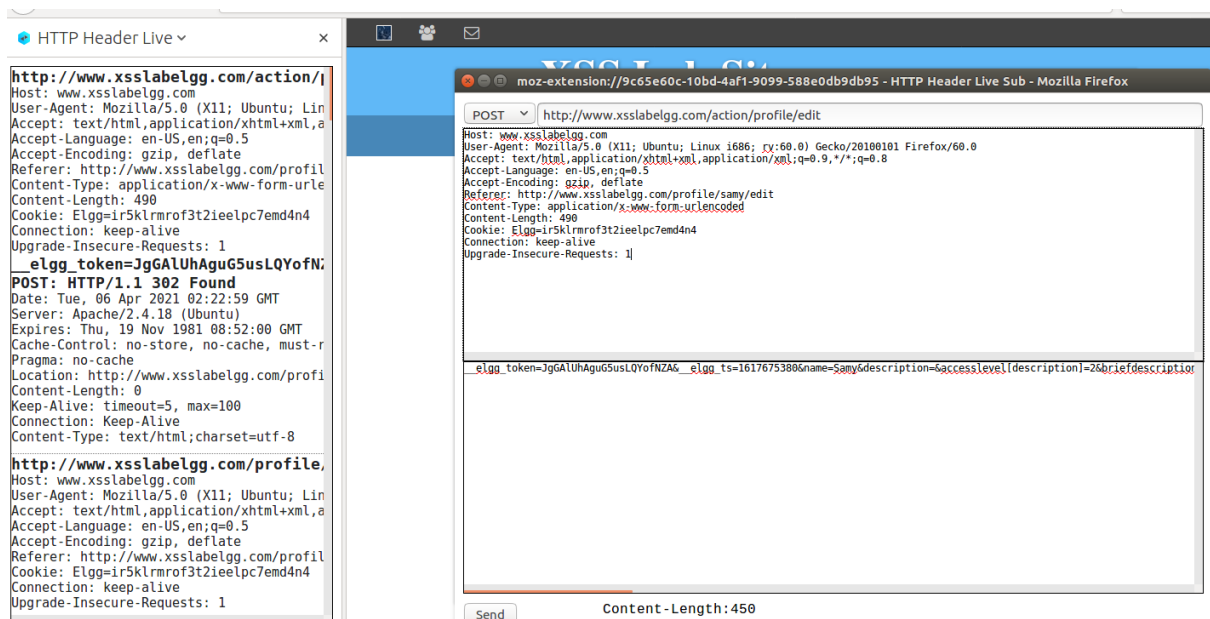 HTTP Header Live
×
http://www.xsslabelgg.com/action/p
Host: www.xsslabelgg.com
User-Agent: Mozilla/5.0 (X11; Ubuntu; Lin
Accept: text/html,application/xhtml+xml,a
Accept-Language: en-US,en;q=0.5
Accept-Encoding: gzip, deflate
Referer: http://www.xsslabelgg.com/profil
Content-Type: application/x-www-form-urle
Content-Length: 490
Cookie: Elgg=ir5klrmrof3t2ieelpc7emd4n4
Connection: keep-alive
Upgrade-Insecure-Requests: 1
__elgg_token=JgGAlUhAguG5usLQYofNZ
POST: HTTP/1.1 302 Found
Date: Tue, 06 Apr 2021 02:22:59 GMT
Server: Apache/2.4.18 (Ubuntu)
Expires: Thu, 19 Nov 1981 08:52:00 GMT
Cache-Control: no-store, no-cache, must-r
Pragma: no-cache
Location: http://www.xsslabelgg.com/profi
Content-Length: 0
Keep-Alive: timeout=5, max=100
Connection: Keep-Alive
Content-Type: text/html;charset=utf-8
http://www.xsslabelgg.com/profile/
Host: www.xsslabelgg.com
User-Agent: Mozilla/5.0 (X11; Ubuntu; Lin
Accept: text/html,application/xhtml+xml,a
Accept-Language: en-US,en;q=0.5
Accept-Encoding: gzip, deflate
Referer: http://www.xsslabelgg.com/profil
Cookie: Elgg=ir5klrmrof3t2ieelpc7emd4n4
Connection: keep-alive
Upgrade-Insecure-Requests: 1
XSS Lab Site
moz-extension://9c65e60c-10bd-4af1-9099-588e0db9db95 - HTTP Header Live Sub - Mozilla Firefox
POST http://www.xsslabelgg.com/action/profile/edit
Host: www.xsslabelgg.com
User-Agent: Mozilla/5.0 (X11; Ubuntu; Linux i686; rv:60.0) Gecko/20100101 Firefox/60.0
Accept: text/html,application/xhtml+xml,application/xml;q=0.9,*/*;q=0.8
Accept-Language: en-US,en;q=0.5
Accept-Encoding: gzip, deflate
Referer: http://www.xsslabelgg.com/profile/samy/edit
Content-Type: application/x-www-form-urlencoded
Content-Length: 490
Cookie: Elgg=ir5klrmrof3t2ieelpc7emd4n4
Connection: keep-alive
Upgrade-Insecure-Requests: 1
__elgg_token=JgGAlUhAguG5usLQYofNZA&__elgg_ts=1617675380&name=Samy&description=&accesslevel[description]=2&briefdescription
Send
Content-Length:450